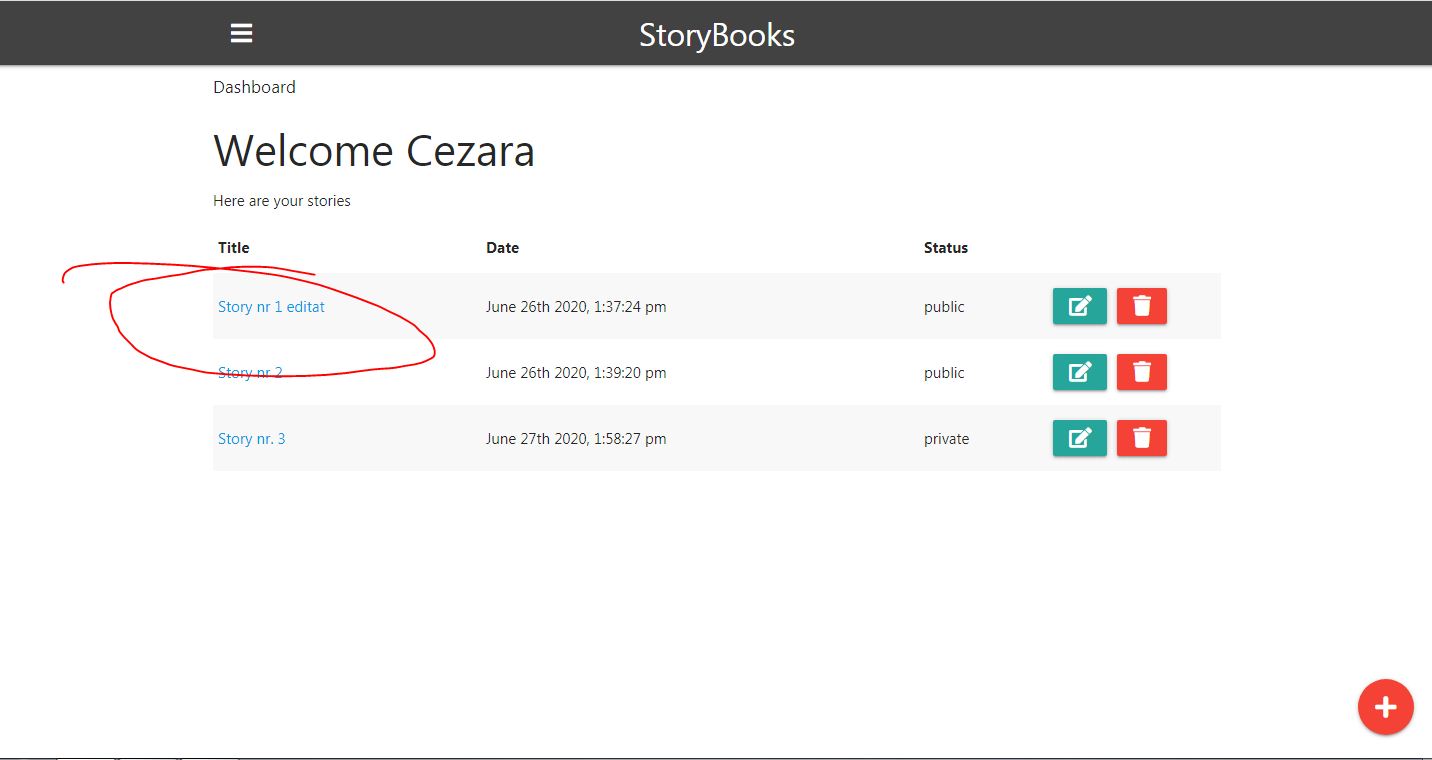 StoryBooks
Dashboard
Welcome Cezara
Here are your stories
Title Date Status
Story nr 1 editat June 26th 2020, 1:37:24 pm public
Story nr 2 June 26th 2020, 1:39:20 pm public
Story nr. 3 June 27th 2020, 1:58:27 pm private